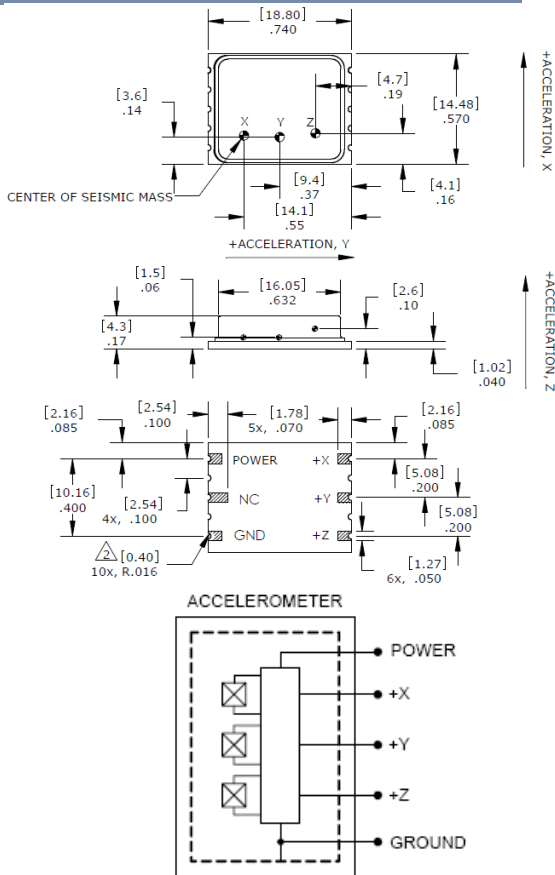 [18.80]
.740
[3.6]
.14
[4.7]
.19
[14.48]
.570
X Y Z
CENTER OF SEISMIC MASS
[9.4]
.37
[4.1]
.16
[14.1]
.55
+ACCELERATION, X
+ACCELERATION, Y
[1.5]
.06
[16.05]
.632
[2.6]
.10
[4.3]
.17
[1.02]
.040
+ACCELERATION, Z
[2.16]
.085
[2.54]
.100
[1.78]
5x, .070
[2.16]
.085
POWER +X
[10.16]
.400
[2.54]
4x, .100
NC +Y
[5.08]
.200
[5.08]
.200
GND +Z
2 [0.40]
10x, R.016
[1.27]
6x, .050
ACCELEROMETER
POWER
+X
+Y
+Z
GROUND